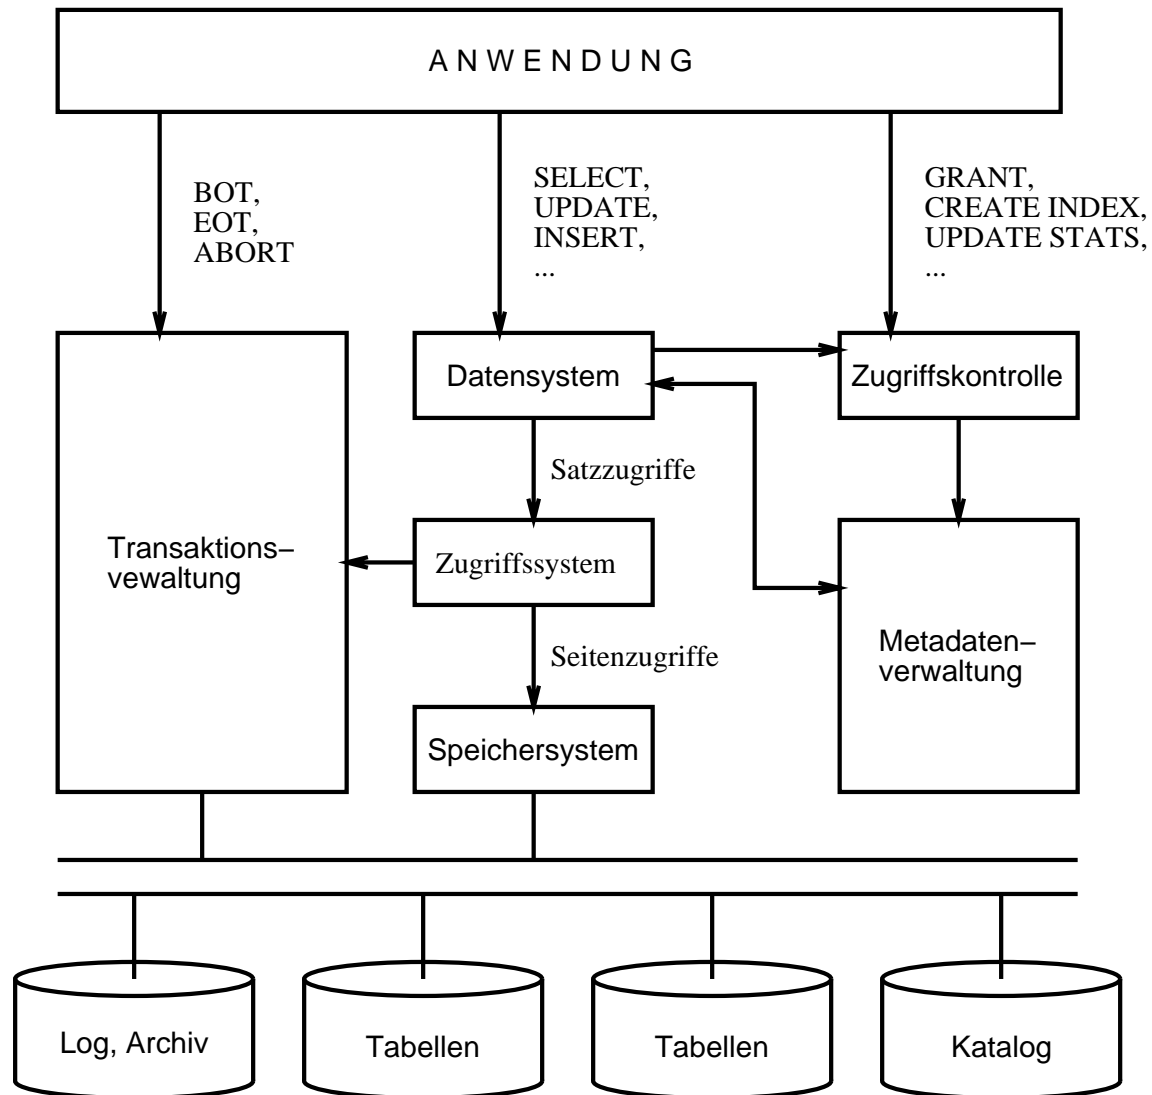 A N W E N D U N G
BOT,
EOT,
ABORT
SELECT,
UPDATE,
INSERT,
...
GRANT,
CREATE INDEX,
UPDATE STATS,
...
Datensystem
Zugriffskontrolle
Satzzugriffe
Transaktions–
vewaltung
Zugriffssystem
Seitenzugriffe
Metadaten–
verwaltung
Speichersystem
Log, Archiv
Tabellen
Tabellen
Katalog